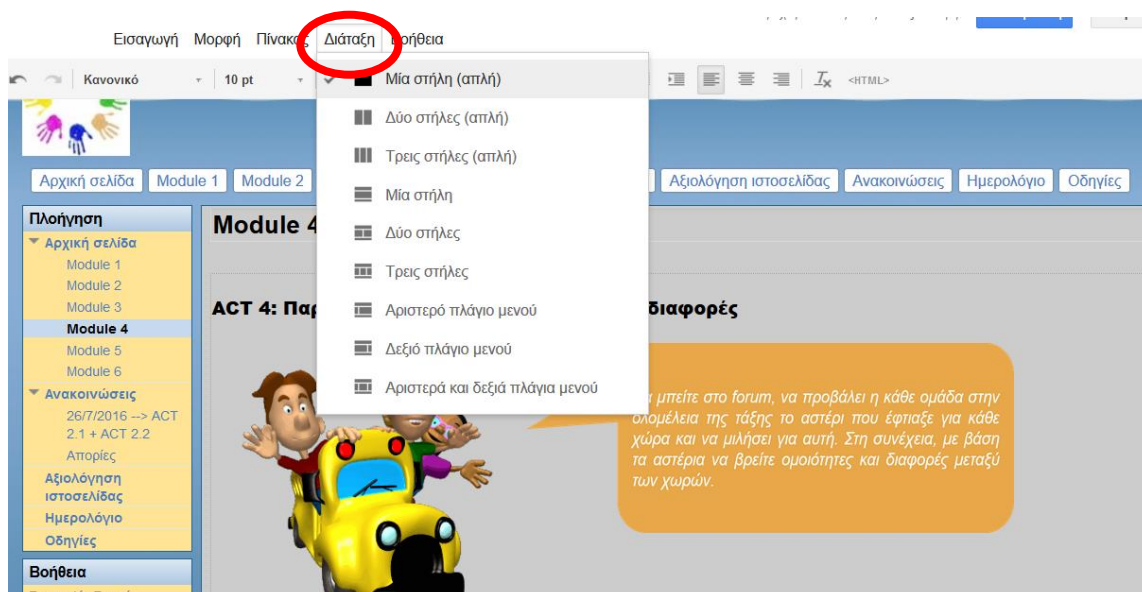 Εισαγωγή Μορφή Πίνακας Διάταξη Βοήθεια
Κανονικό 10 pt <HTML>
Μία στήλη (απλή)
Δύο στήλες (απλή)
Τρεις στήλες (απλή)
Μία στήλη
Δύο στήλες
Τρεις στήλες
Αριστερό πλάγιο μενού
Δεξιό πλάγιο μενού
Αριστερά και δεξιά πλάγια μενού
Αρχική σελίδα Module 1 Module 2 Αξιολόγηση ιστοσελίδας Ανακοινώσεις Ημερολόγιο Οδηγίες
Πλοήγηση
Αρχική σελίδα
Module 1
Module 2
Module 3
Module 4
Module 5
Module 6
Ανακοινώσεις
26/7/2016 --> ACT
2.1 + ACT 2.2
Απορίες
Αξιολόγηση
ιστοσελίδας
Ημερολόγιο
Οδηγίες
Βοήθεια
Module 4
ACT 4: διαφορές
μπείτε στο forum, να προβάλει η κάθε ομάδα στην
ολομέλεια της τάξης το αστέρι που έφτιαξε για κάθε
χώρα και να μιλήσει για αυτή. Στη συνέχεια, με βάση
τα αστέρια να βρείτε ομοιότητες και διαφορές μεταξύ
των χωρών.